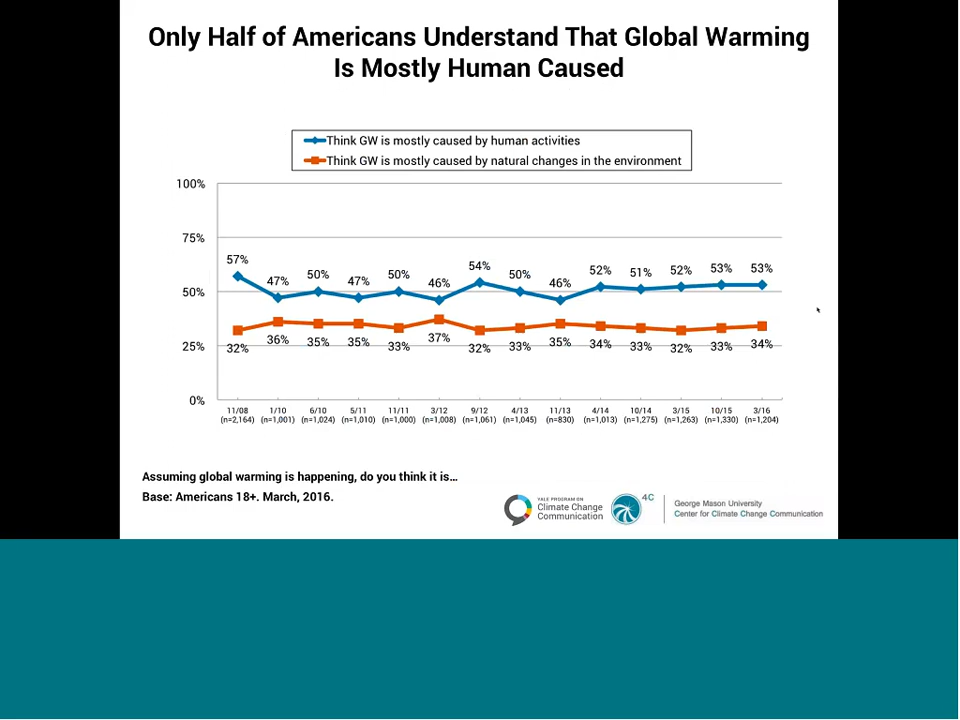 Only Half of Americans Understand That Global Warming
Is Mostly Human Caused
Think GW is mostly caused by human activities
Think GW is mostly caused by natural changes in the environment
100%
75%
50%
25%
0%
57% 47% 50% 47% 50% 46% 54% 50% 46% 52% 51% 52% 53% 53%
32% 36% 35% 35% 33% 37% 32% 33% 35% 34% 33% 32% 33% 34%
11/08 1/10 6/10 5/11 11/11 3/12 9/12 4/13 11/13 4/14 10/14 3/15 10/15 3/16
(n=2,164) (n=1,001) (n=1,024) (n=1,010) (n=1,000) (n=1,008) (n=1,061) (n=1,045) (n=830) (n=1,013) (n=1,275) (n=1,263) (n=1,330) (n=1,204)
Assuming global warming is happening, do you think it is…
Base: Americans 18+. March, 2016.
YALE PROGRAM ON
Climate Change
Communication
4C
George Mason University
Center for Climate Change Communication